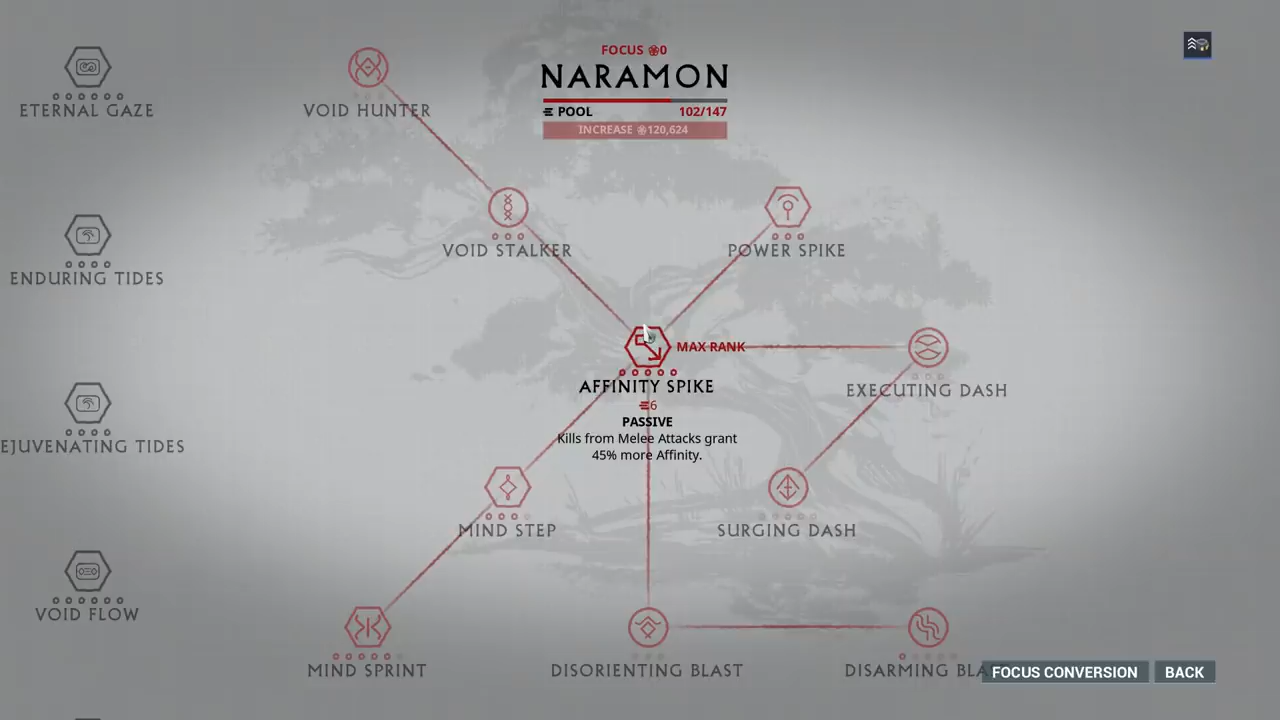 FOCUS 0
NARAMON
POOL 102/147
INCREASE 120,624
ETERNAL GAZE
VOID HUNTER
VOID STALKER
POWER SPIKE
ENDURING TIDES
MAX RANK
AFFINITY SPIKE
6
PASSIVE
Kills from Melee Attacks grant
45% more Affinity.
EXECUTING DASH
EJUVENATING TIDES
MIND STEP
SURGING DASH
VOID FLOW
MIND SPRINT
DISORIENTING BLAST
DISARMING BLA
FOCUS CONVERSION
BACK